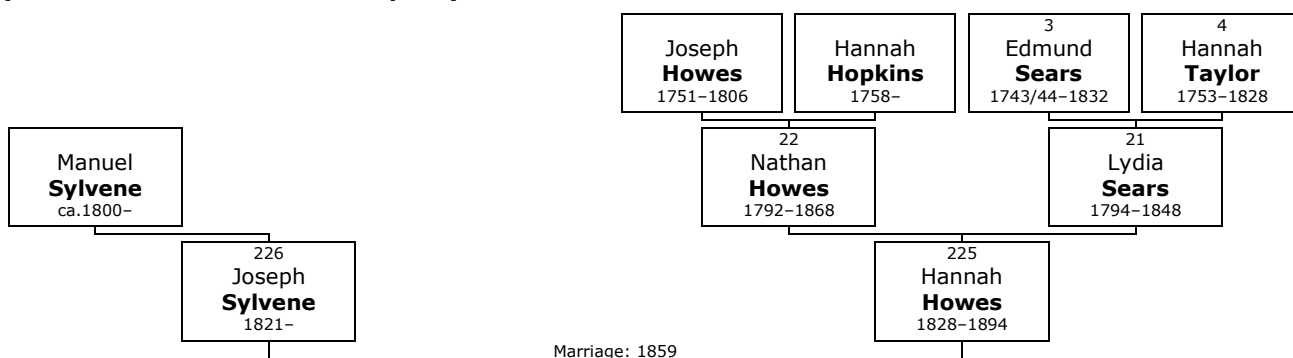 Joseph
Howes
1751–1806
Hannah
Hopkins
1758–
3
Edmund
Sears
1743/44–1832
4
Hannah
Taylor
1753–1828
Manuel
Sylvene
ca.1800–
22
Nathan
Howes
1792–1868
21
Lydia
Sears
1794–1848
226
Joseph
Sylvene
1821–
225
Hannah
Howes
1828–1894
Marriage: 1859